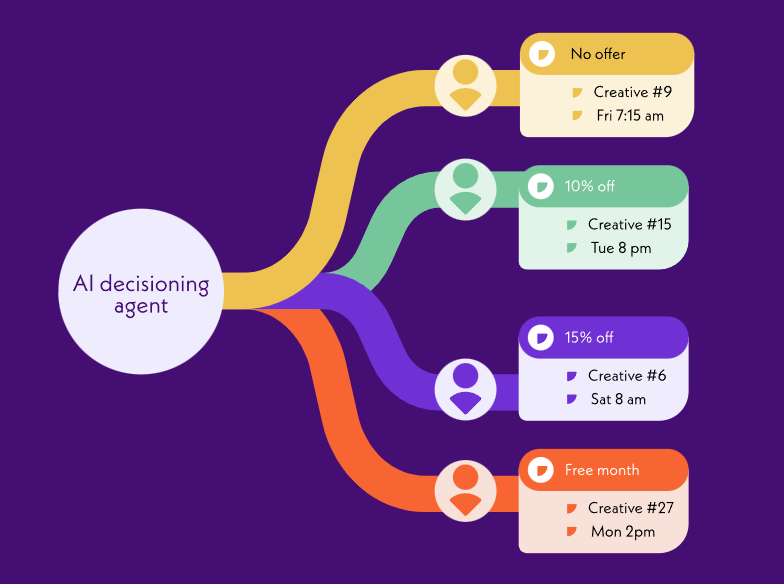 AI decisioning
agent
No offer
Creative #9
Fri 7:15 am
10% off
Creative #15
Tue 8 pm
15% off
Creative #6
Sat 8 am
Free month
Creative #27
Mon 2pm